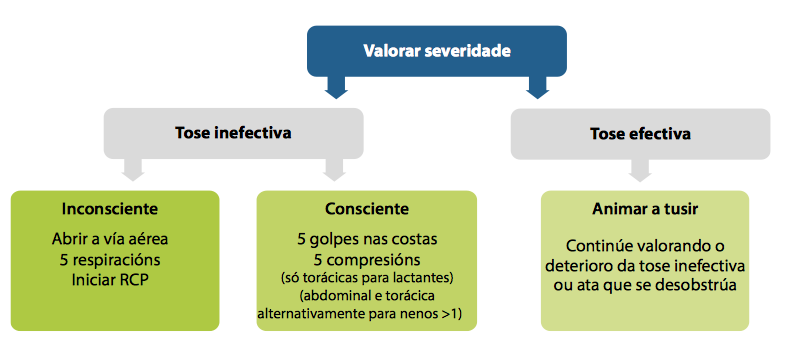 Valorar severidade
Tose inefectiva
Tose efectiva
Inconsciente
Abrir a vía aérea
5 respiracións
Iniciar RCP
Consciente
5 golpes nas costas
5 compresións
(só torácicas para lactantes)
(abdominal e torácica
alternativamente para nenos >1)
Animar a tusir
Continúe valorando o
deterioro da tose inefectiva
ou ata que se desobstrúa